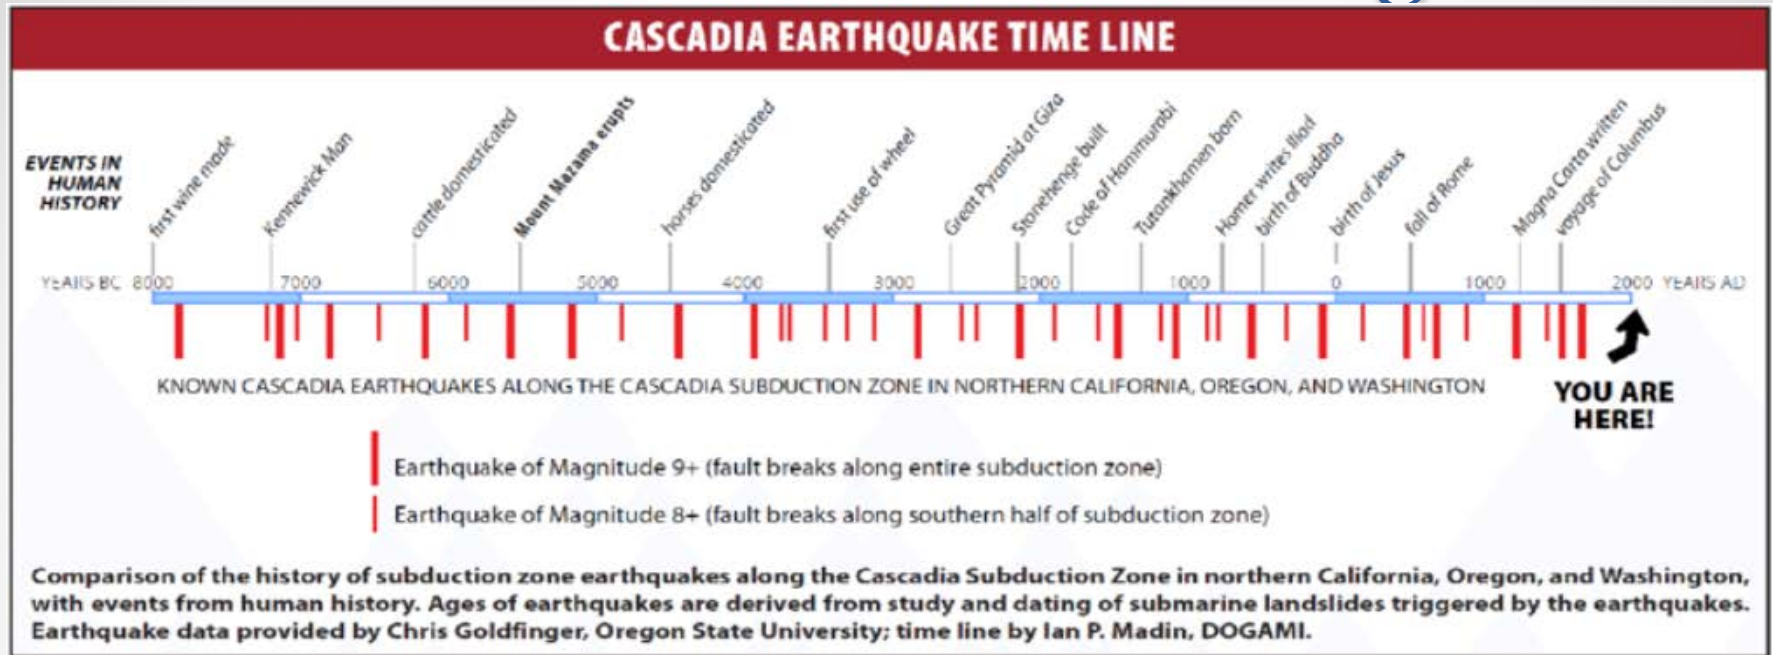 CASCADIA EARTHQUAKE TIME LINE
EVENTS IN
HUMAN
HISTORY
first wine made
Kennewick Man
cattle domesticated
Mount Mazama erupts
horses domesticated
first use of wheel
Great Pyramid at Giza
Stonehenge built
Code of Hammurabi
Tutankhamen born
Homer writes Iliad
birth of Buddha
birth of Jesus
fall of Rome
Magna Carta written
voyage of Columbus
YEARS BC 8000 7000 6000 5000 4000 3000 2000 1000 0 1000 2000 YEARS AD
KNOWN CASCADIA EARTHQUAKES ALONG THE CASCADIA SUBDUCTION ZONE IN NORTHERN CALIFORNIA, OREGON, AND WASHINGTON
YOU ARE
HERE!
Earthquake of Magnitude 9+ (fault breaks along entire subduction zone)
Earthquake of Magnitude 8+ (fault breaks along southern half of subduction zone)
Comparison of the history of subduction zone earthquakes along the Cascadia Subduction Zone in northern California, Oregon, and Washington,
with events from human history. Ages of earthquakes are derived from study and dating of submarine landslides triggered by the earthquakes.
Earthquake data provided by Chris Goldfinger, Oregon State University; time line by Ian P. Madin, DOGAMI.